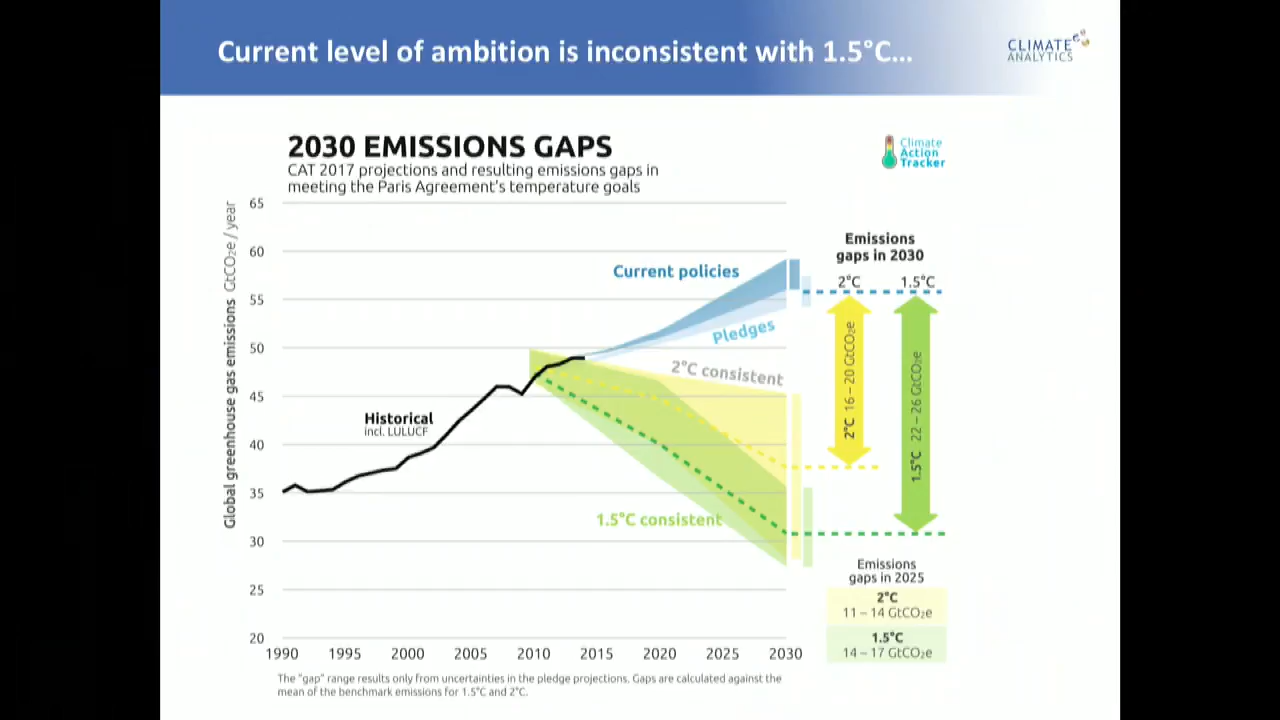 Current level of ambition is inconsistent with 1.5°C...
CLIMATE
ANALYTICS
2030 EMISSIONS GAPS
CAT 2017 projections and resulting emissions gaps in
meeting the Paris Agreement's temperature goals
Climate
Action
Tracker
Global greenhouse gas emissions GtCO₂e / year
65
60
55
50
45
40
35
30
25
20
1990
1995
2000
2005
2010
2015
2020
2025
2030
Historical
incl. LULUCF
Current policies
Pledges
2°C consistent
1.5°C consistent
Emissions
gaps in 2030
2°C
1.5°C
2°C 16 – 20 GtCO₂e
1.5°C 22 – 26 GtCO₂e
Emissions
gaps in 2025
2°C
11 – 14 GtCO₂e
1.5°C
14 – 17 GtCO₂e
The "gap" range results only from uncertainties in the pledge projections. Gaps are calculated against the
mean of the benchmark emissions for 1.5°C and 2°C.